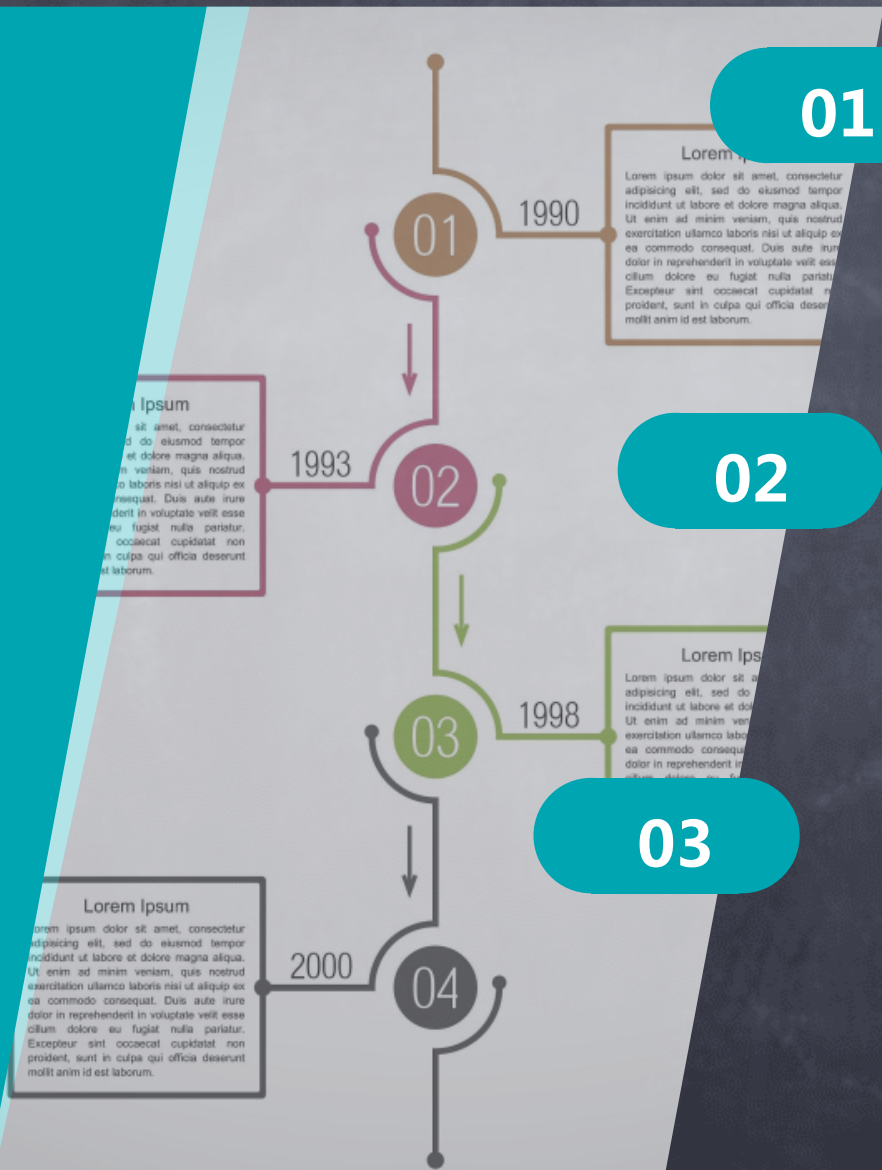 01
Lorem
Lorem ipsum dolor sit amet, consectetur
adipisicing elit, sed do eiusmod tempor
incididunt ut labore et dolore magna aliqua.
Ut enim ad minim veniam, quis nostrud
exercitation ullamco laboris nisi ut aliquip ex
ea commodo consequat. Duis aute irure
dolor in reprehenderit in voluptate velit esse
cillum dolore eu fugiat nulla
Excepteur sint occaecat cupidatat
proident, sunt in culpa qui officia
mollit anim id est laborum.
1990
01
Ipsum
sit amet, consectetur
do eiusmod tempor
et dolore magna aliqua.
veniam, quis nostrud
laboris nisi ut aliquip ex
Duis aute irure
in voluptate velit esse
eu fugiat nulla pariatur.
occaecat cupidatat non
culpa qui officia deserunt
laborum.
1993
02
02
Lorem
Lorem ipsum dolor sit
adipisicing elit, sed do
incididunt ut labore et
Ut enim ad minim
exercitation ullamco
ea commodo
dolor in reprehenderit in
1998
03
03
Lorem Ipsum
Lorem ipsum dolor sit amet, consectetur
adipisicing elit, sed do eiusmod tempor
incididunt ut labore et dolore magna aliqua.
Ut enim ad minim veniam, quis nostrud
exercitation ullamco laboris nisi ut aliquip ex
ea commodo consequat. Duis aute irure
dolor in reprehenderit in voluptate velit esse
cillum dolore eu fugiat nulla pariatur.
Excepteur sint occaecat cupidatat non
proident, sunt in culpa qui officia deserunt
mollit anim id est laborum.
2000
04